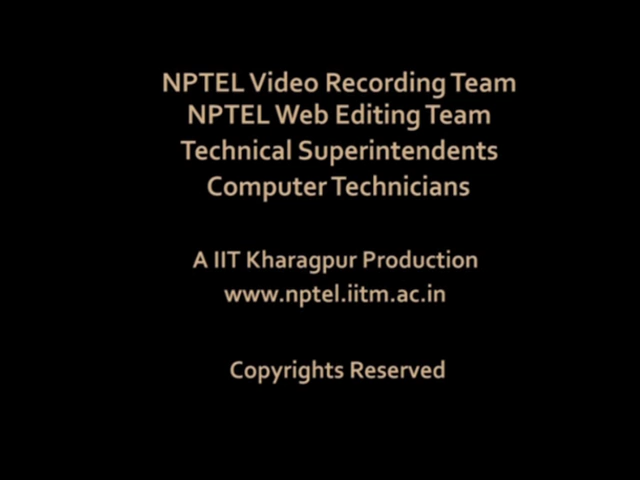 NPTEL Video Recording Team
NPTEL Web Editing Team
Technical Superintendents
Computer Technicians
A IIT Kharagpur Production
www.nptel.iitm.ac.in
Copyrights Reserved